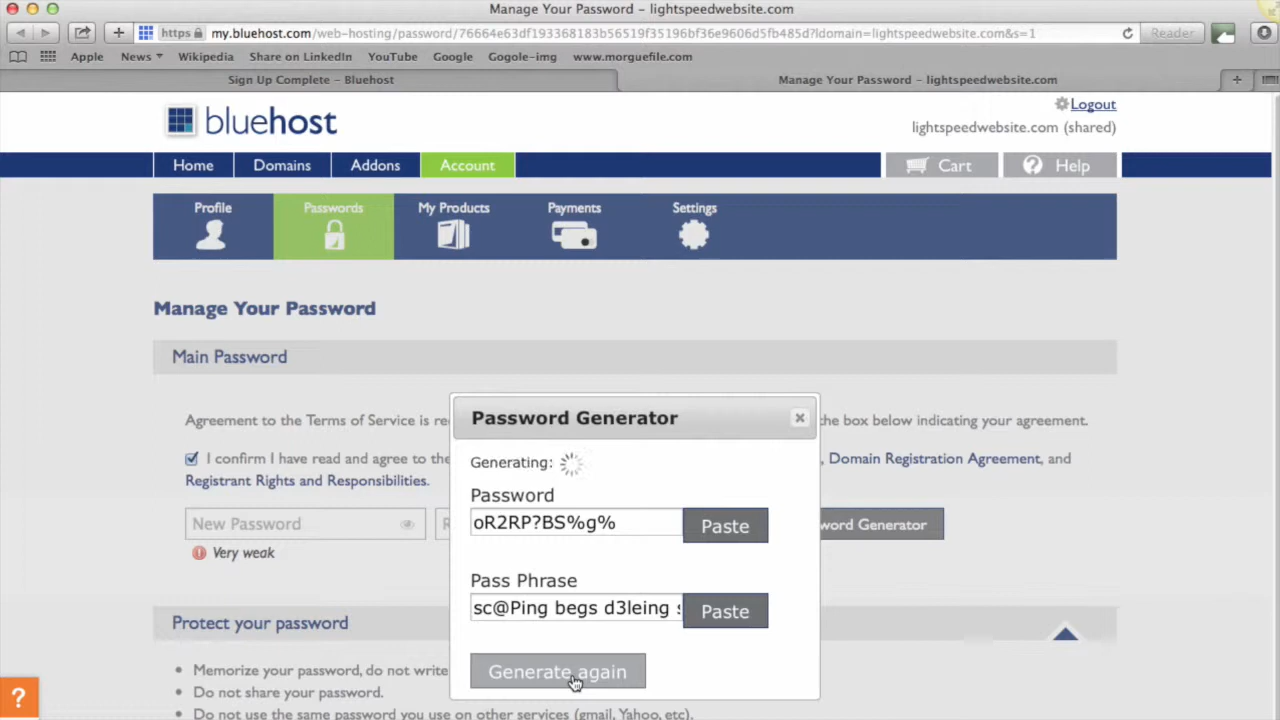 Manage Your Password - lightspeedwebsite.com
https my.bluehost.com/web-hosting/password/76664e63df193368183b56519f35196bf36e9606d5fb485d?ldomain=lightspeedwebsite.com&s=1
Reader
Apple News Wikipedia Share on LinkedIn YouTube Google Gogole-img www.morguefile.com
Sign Up Complete - Bluehost
Manage Your Password - lightspeedwebsite.com
Logout
bluehost
lightspeedwebsite.com (shared)
Home Domains Addons Account Cart Help
Profile Passwords My Products Payments Settings
Manage Your Password
Main Password
Agreement to the Terms of Service is
the box below indicating your agreement.
I confirm I have read and agree to the
, Domain Registration Agreement, and
Registrant Rights and Responsibilities.
New Password
word Generator
Very weak
Protect your password
Memorize your password, do not write
Do not share your password.
Do not use the same password you use on other services (gmail, Yahoo, etc).
Password Generator
Generating:
Password
oR2RP?BS%g% Paste
Pass Phrase
sc@Ping begs d3leing Paste
Generate again
?